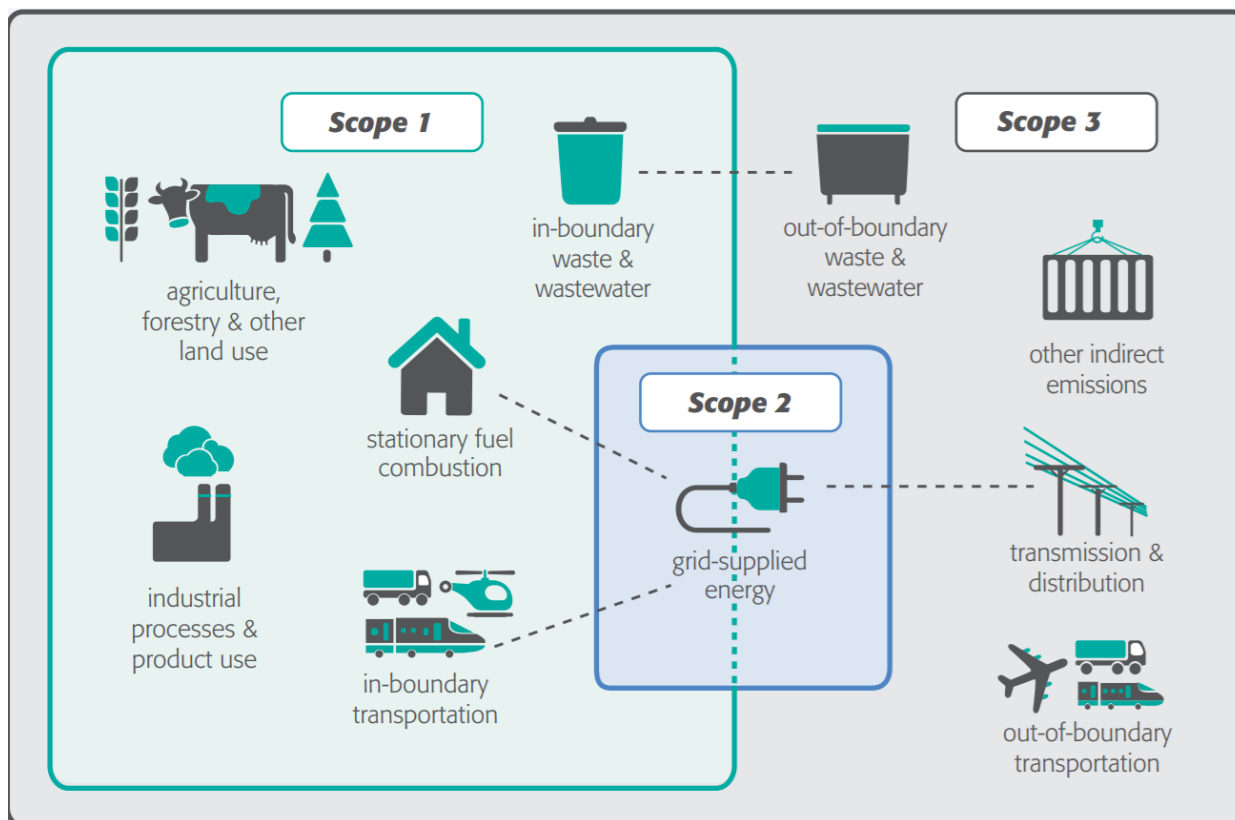 Scope 1
Scope 3
in-boundary
waste &
wastewater
out-of-boundary
waste &
wastewater
agriculture,
forestry & other
land use
other indirect
emissions
Scope 2
stationary fuel
combustion
grid-supplied
energy
transmission &
distribution
industrial
processes &
product use
in-boundary
transportation
out-of-boundary
transportation